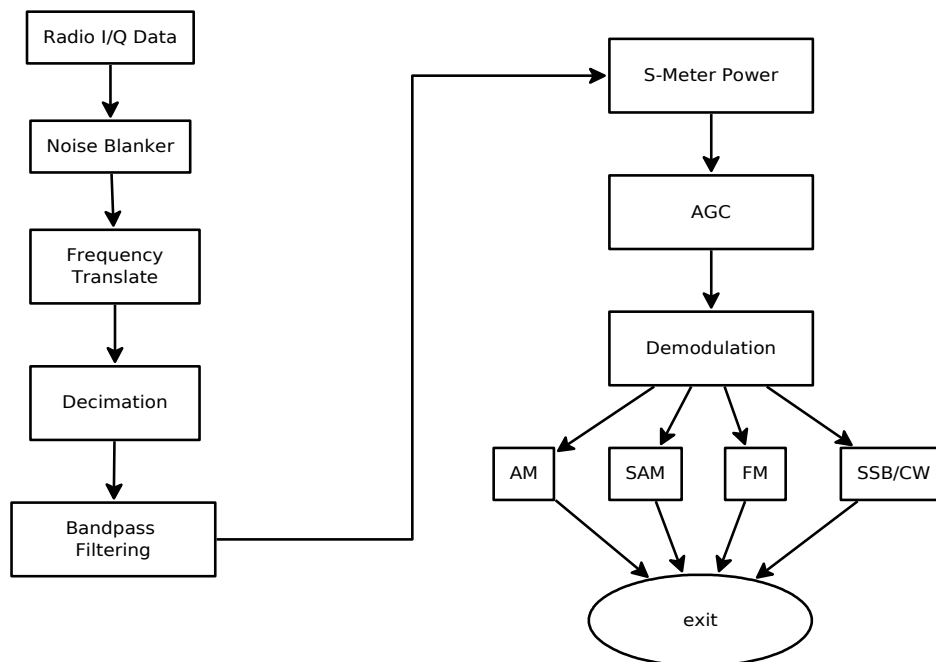 Radio I/Q Data
Noise Blanker
Frequency
Translate
Decimation
Bandpass
Filtering
S-Meter Power
AGC
Demodulation
AM
SAM
FM
SSB/CW
exit